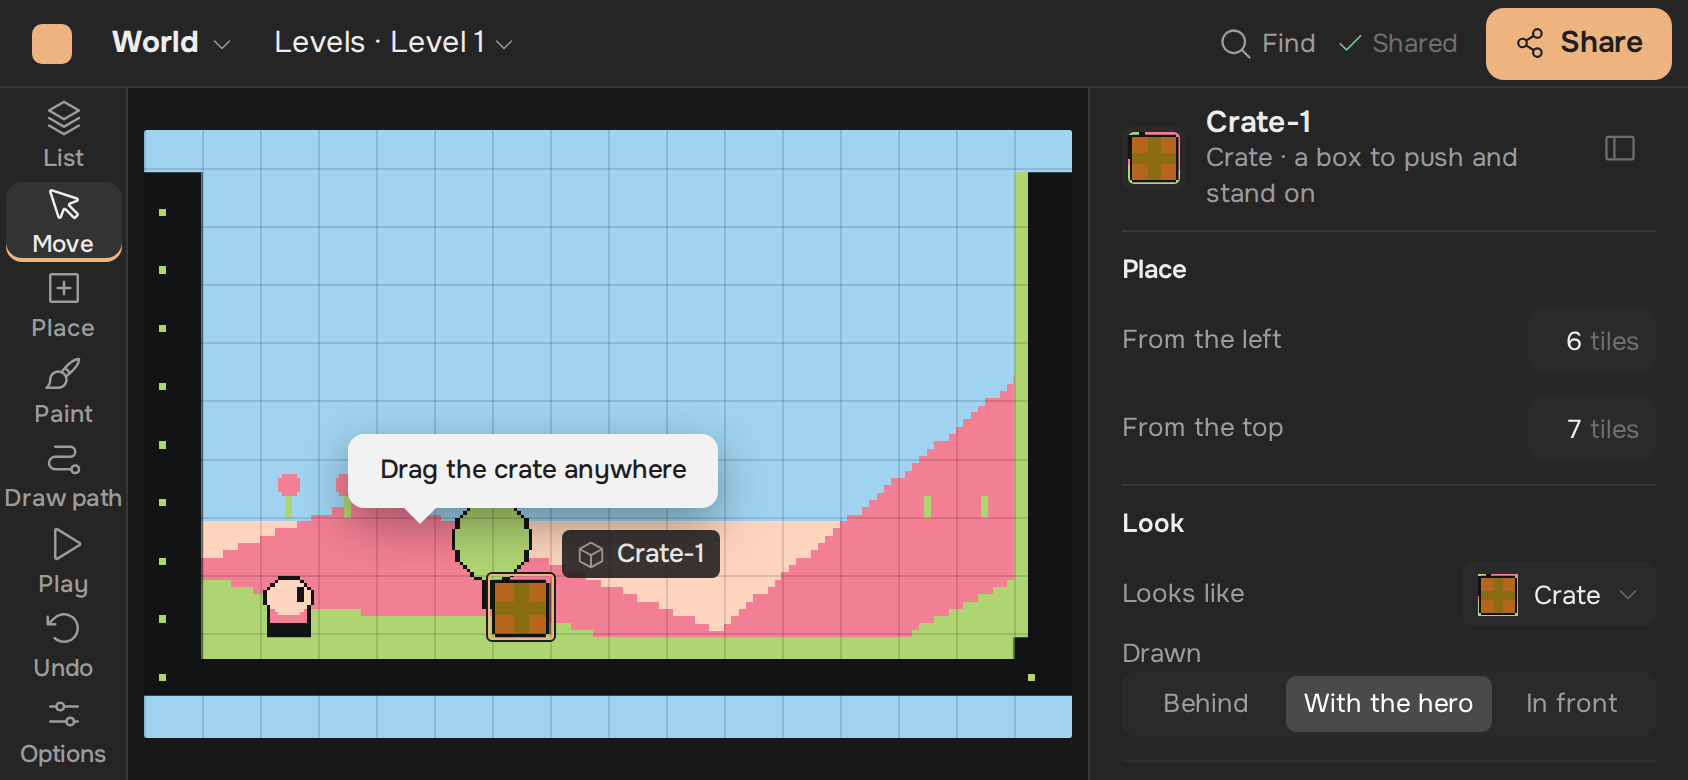 World
Levels · Level 1
Find
Shared
Share
List
Move
Place
Paint
Draw path
Play
Undo
Options
Drag the crate anywhere
Crate-1
Crate-1
Crate · a box to push and
stand on
Place
From the left
6 tiles
From the top
7 tiles
Look
Looks like
Crate
Drawn
Behind
With the hero
In front